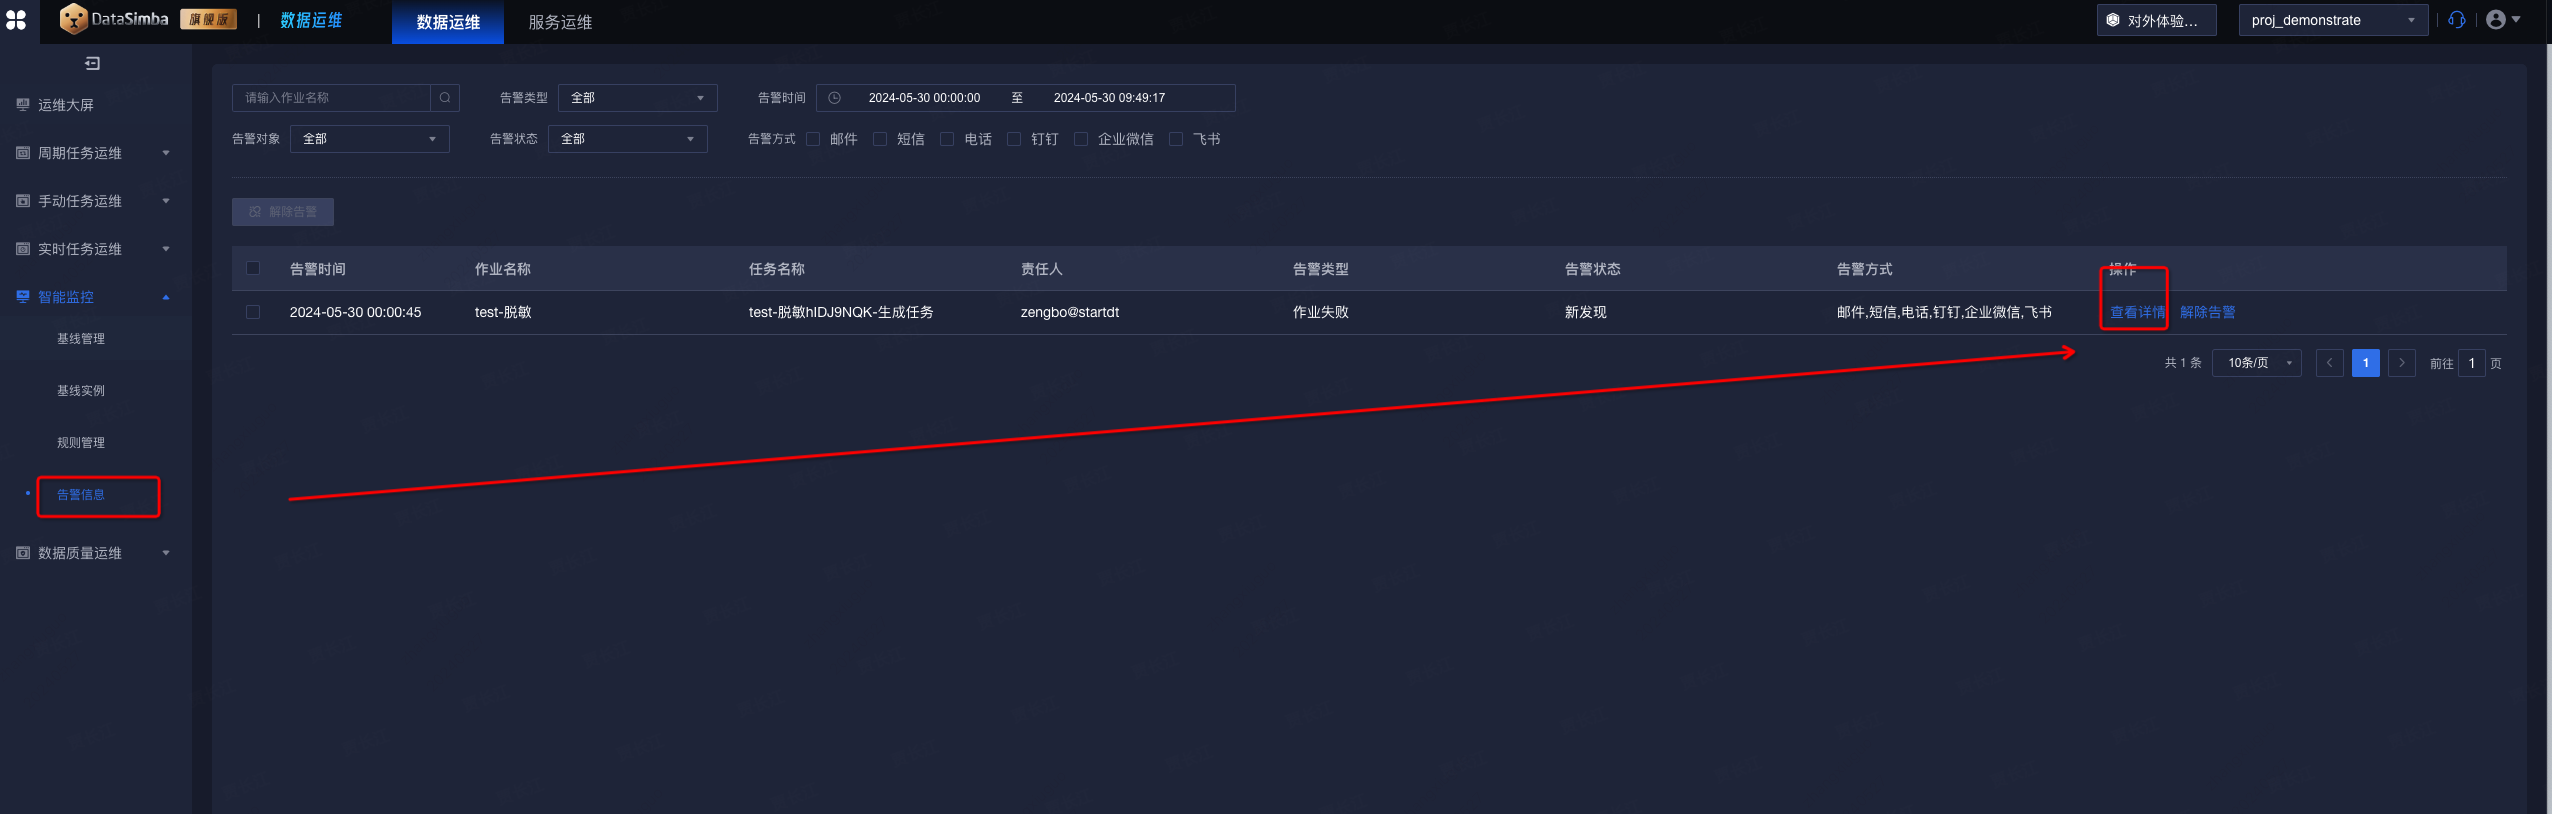 DataSimba 旗舰版 | 数据运维 数据运维 服务运维 对外体验... proj_demonstrate
运维大屏
周期任务运维
手动任务运维
实时任务运维
智能监控
基线管理
基线实例
规则管理
告警信息
数据质量运维
请输入作业名称 告警类型 全部 告警时间 2024-05-30 00:00:00 至 2024-05-30 09:49:17
告警对象 全部 告警状态 全部 告警方式 邮件 短信 电话 钉钉 企业微信 飞书
解除告警
告警时间 作业名称 任务名称 责任人 告警类型 告警状态 告警方式 操作
2024-05-30 00:00:45 test-脱敏 test-脱敏hIDJ9NQK-生成任务 zengbo@startdt 作业失败 新发现 邮件,短信,电话,钉钉,企业微信,飞书 查看详情 解除告警
共 1 条 10条/页 1 前往 1 页